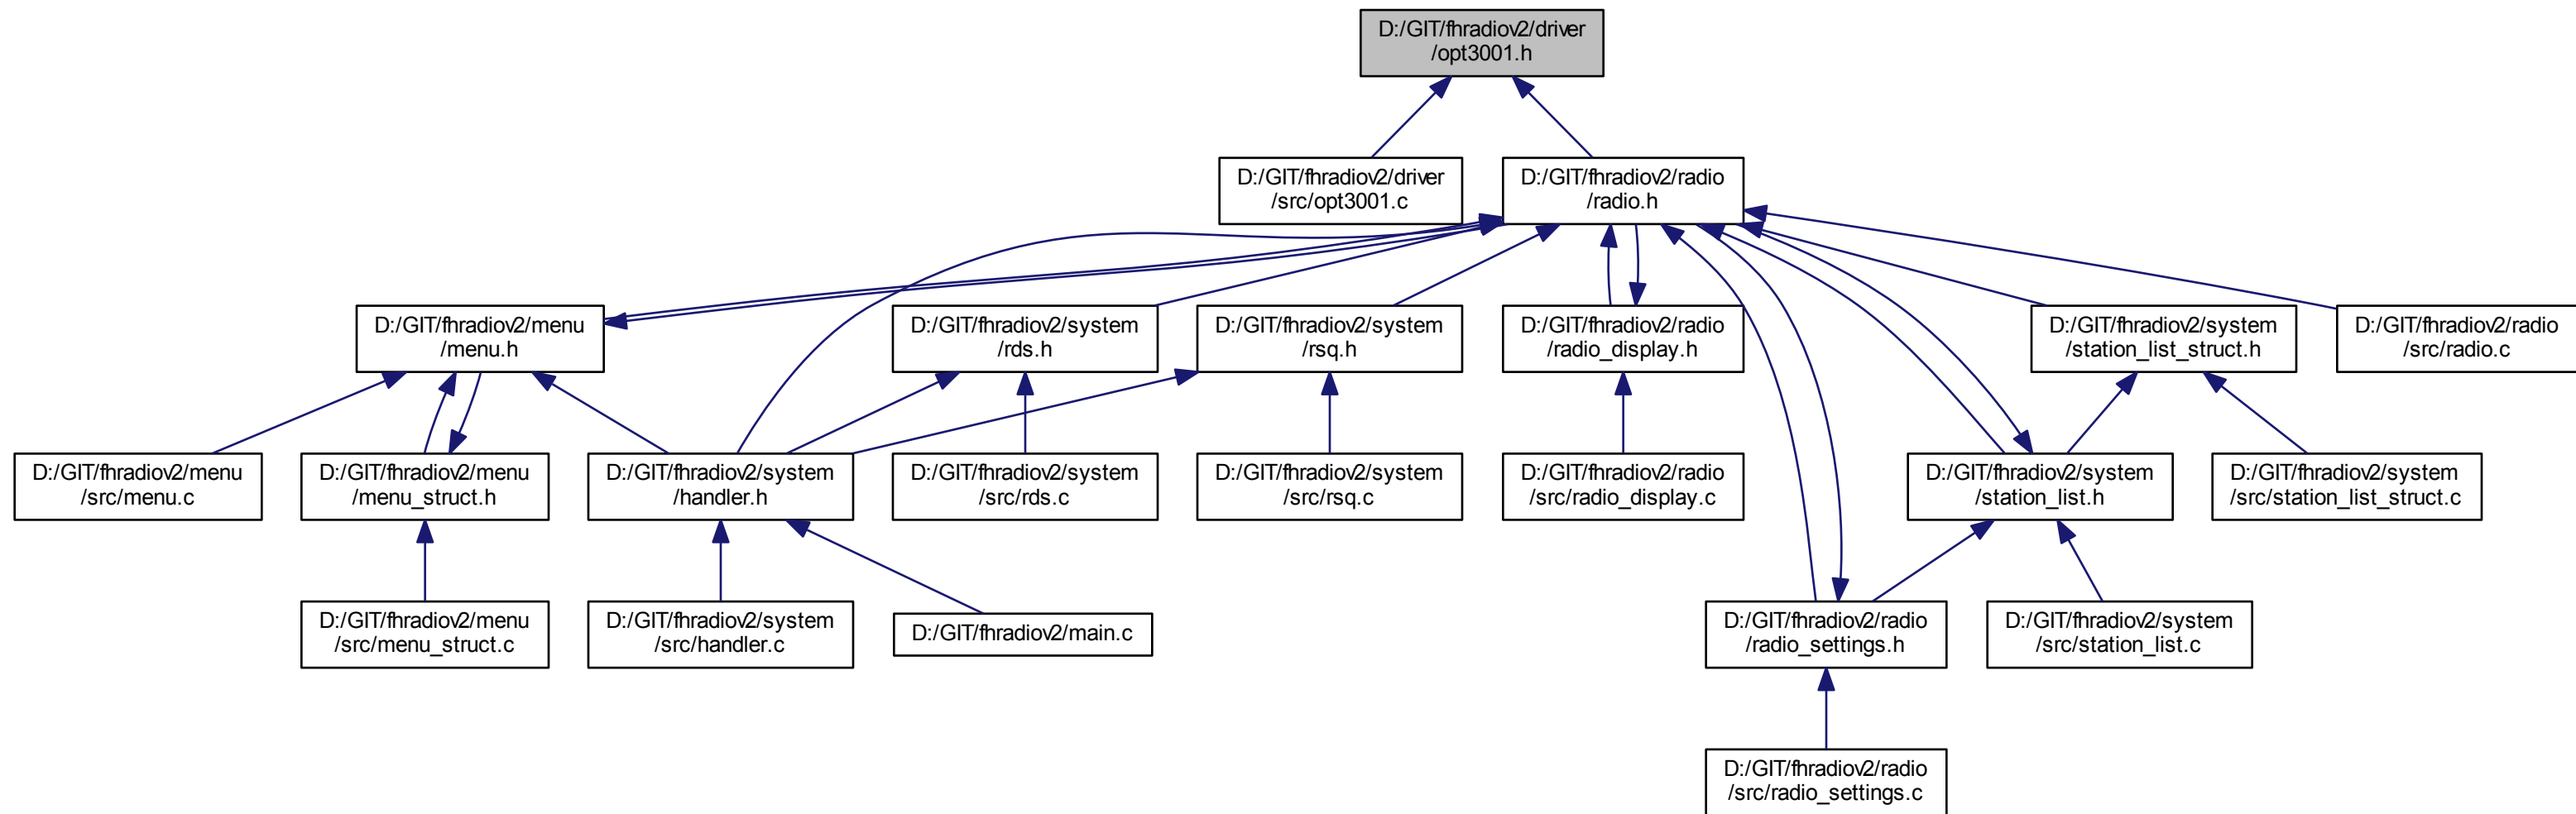 D:/GIT/fhradiov2/driver
/opt3001.h
D:/GIT/fhradiov2/driver
/src/opt3001.c
D:/GIT/fhradiov2/radio
/radio.h
D:/GIT/fhradiov2/menu
/menu.h
D:/GIT/fhradiov2/system
/rds.h
D:/GIT/fhradiov2/system
/rsq.h
D:/GIT/fhradiov2/radio
/radio_display.h
D:/GIT/fhradiov2/system
/station_list_struct.h
D:/GIT/fhradiov2/radio
/src/radio.c
D:/GIT/fhradiov2/menu
/src/menu.c
D:/GIT/fhradiov2/menu
/menu_struct.h
D:/GIT/fhradiov2/system
/handler.h
D:/GIT/fhradiov2/system
/src/rds.c
D:/GIT/fhradiov2/system
/src/rsq.c
D:/GIT/fhradiov2/radio
/src/radio_display.c
D:/GIT/fhradiov2/system
/station_list.h
D:/GIT/fhradiov2/system
/src/station_list_struct.c
D:/GIT/fhradiov2/menu
/src/menu_struct.c
D:/GIT/fhradiov2/system
/src/handler.c
D:/GIT/fhradiov2/main.c
D:/GIT/fhradiov2/radio
/radio_settings.h
D:/GIT/fhradiov2/system
/src/station_list.c
D:/GIT/fhradiov2/radio
/src/radio_settings.c